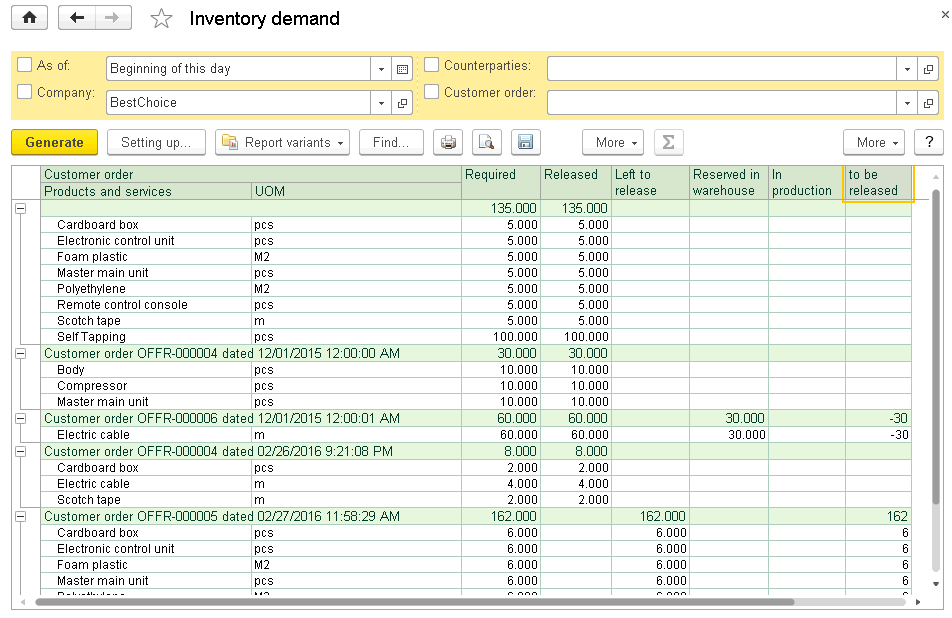 Inventory demand
As of: Beginning of this day Counterparties:
Company: BestChoice Customer order:
Generate Setting up... Report variants Find... More Σ More ?
Customer order Required Released Left to release Reserved in warehouse In production to be released
Products and services UOM
135.000 135.000
Cardboard box pcs 5.000 5.000
Electronic control unit pcs 5.000 5.000
Foam plastic M2 5.000 5.000
Master main unit pcs 5.000 5.000
Polyethylene M2 5.000 5.000
Remote control console pcs 5.000 5.000
Scotch tape m 5.000 5.000
Self Tapping pcs 100.000 100.000
Customer order OFFR-000004 dated 12/01/2015 12:00:00 AM 30.000 30.000
Body pcs 10.000 10.000
Compressor pcs 10.000 10.000
Master main unit pcs 10.000 10.000
Customer order OFFR-000006 dated 12/01/2015 12:00:01 AM 60.000 60.000 30.000 -30
Electric cable m 60.000 60.000 30.000 -30
Customer order OFFR-000004 dated 02/26/2016 9:21:08 PM 8.000 8.000
Cardboard box pcs 2.000 2.000
Electric cable m 4.000 4.000
Scotch tape m 2.000 2.000
Customer order OFFR-000005 dated 02/27/2016 11:58:29 AM 162.000 162.000 162
Cardboard box pcs 6.000 6.000 6
Electronic control unit pcs 6.000 6.000 6
Foam plastic M2 6.000 6.000 6
Master main unit pcs 6.000 6.000 6